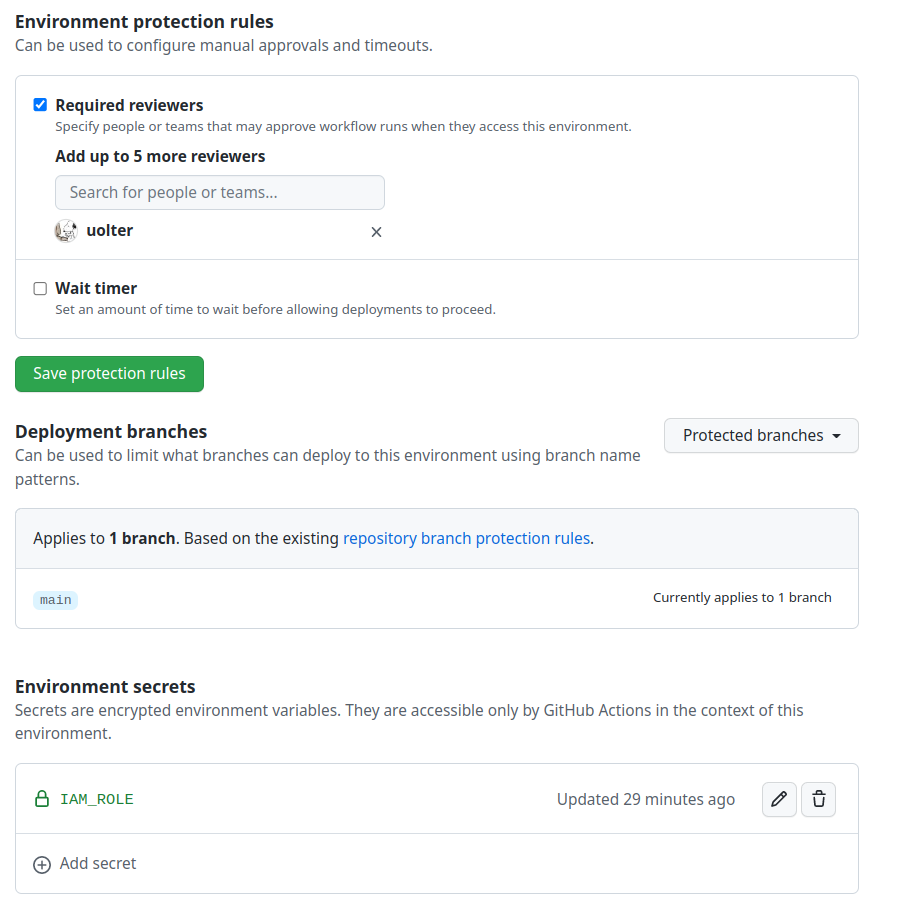 Environment protection rules
Can be used to configure manual approvals and timeouts.
Required reviewers
Specify people or teams that may approve workflow runs when they access this environment.
Add up to 5 more reviewers
Search for people or teams...
uolter
Wait timer
Set an amount of time to wait before allowing deployments to proceed.
Save protection rules
Deployment branches
Protected branches
Can be used to limit what branches can deploy to this environment using branch name
patterns.
Applies to 1 branch. Based on the existing repository branch protection rules.
main
Currently applies to 1 branch
Environment secrets
Secrets are encrypted environment variables. They are accessible only by GitHub Actions in the context of this
environment.
IAM_ROLE
Updated 29 minutes ago
Add secret